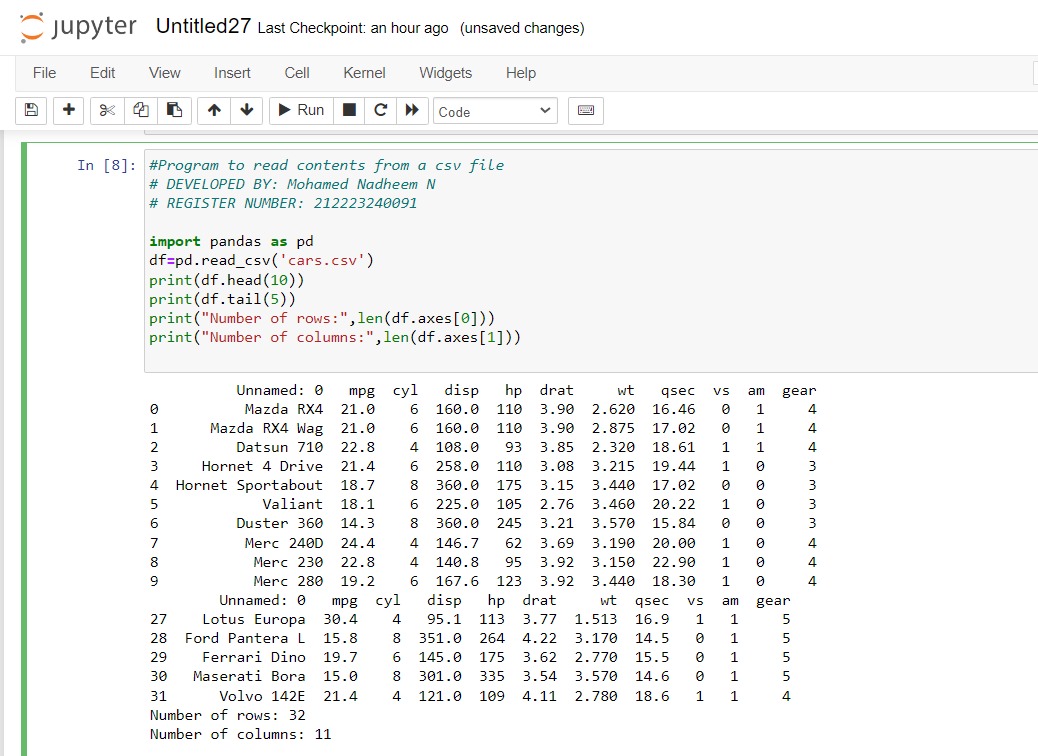 jupyter Untitled27 Last Checkpoint: an hour ago (unsaved changes)
File Edit View Insert Cell Kernel Widgets Help
Run Code
In [8]: #Program to read contents from a csv file
# DEVELOPED BY: Mohamed Nadheem N
# REGISTER NUMBER: 212223240091
import pandas as pd
df=pd.read_csv('cars.csv')
print(df.head(10))
print(df.tail(5))
print("Number of rows:",len(df.axes[0]))
print("Number of columns:",len(df.axes[1]))
Unnamed: 0 mpg cyl disp hp drat wt qsec vs am gear
0 Mazda RX4 21.0 6 160.0 110 3.90 2.620 16.46 0 1 4
1 Mazda RX4 Wag 21.0 6 160.0 110 3.90 2.875 17.02 0 1 4
2 Datsun 710 22.8 4 108.0 93 3.85 2.320 18.61 1 1 4
3 Hornet 4 Drive 21.4 6 258.0 110 3.08 3.215 19.44 1 0 3
4 Hornet Sportabout 18.7 8 360.0 175 3.15 3.440 17.02 0 0 3
5 Valiant 18.1 6 225.0 105 2.76 3.460 20.22 1 0 3
6 Duster 360 14.3 8 360.0 245 3.21 3.570 15.84 0 0 3
7 Merc 240D 24.4 4 146.7 62 3.69 3.190 20.00 1 0 4
8 Merc 230 22.8 4 140.8 95 3.92 3.150 22.90 1 0 4
9 Merc 280 19.2 6 167.6 123 3.92 3.440 18.30 1 0 4
Unnamed: 0 mpg cyl disp hp drat wt qsec vs am gear
27 Lotus Europa 30.4 4 95.1 113 3.77 1.513 16.9 1 1 5
28 Ford Pantera L 15.8 8 351.0 264 4.22 3.170 14.5 0 1 5
29 Ferrari Dino 19.7 6 145.0 175 3.62 2.770 15.5 0 1 5
30 Maserati Bora 15.0 8 301.0 335 3.54 3.570 14.6 0 1 5
31 Volvo 142E 21.4 4 121.0 109 4.11 2.780 18.6 1 1 4
Number of rows: 32
Number of columns: 11